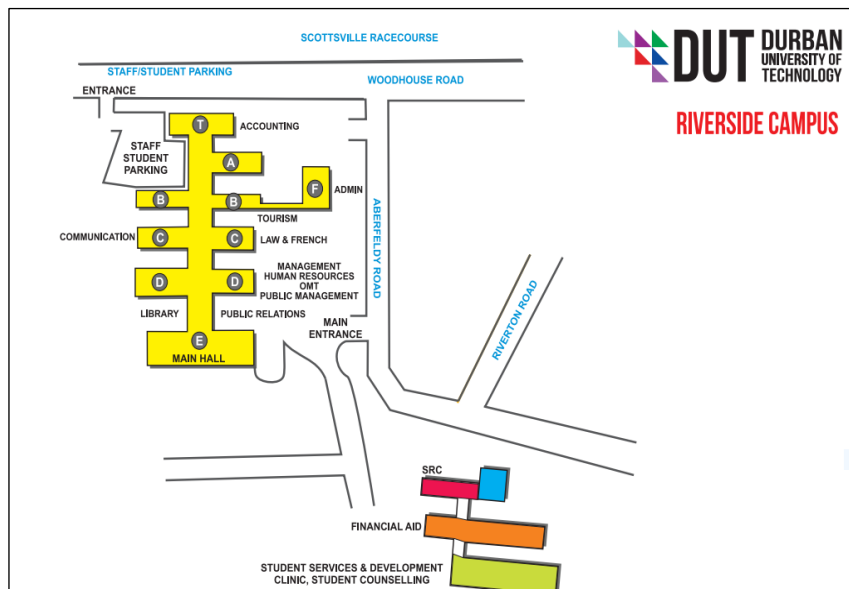 SCOTTSVILLE RACECOURSE
DUT DURBAN
UNIVERSITY OF
TECHNOLOGY
RIVERSIDE CAMPUS
STAFF/STUDENT PARKING
WOODHOUSE ROAD
ENTRANCE
T
ACCOUNTING
STAFF
STUDENT
PARKING
A
F
ADMIN
B
B
TOURISM
ABERFELDY ROAD
COMMUNICATION
C
C
LAW & FRENCH
MANAGEMENT
HUMAN RESOURCES
OMT
PUBLIC MANAGEMENT
D
D
RIVERTON ROAD
LIBRARY
PUBLIC RELATIONS
MAIN
ENTRANCE
E
MAIN HALL
SRC
FINANCIAL AID
STUDENT SERVICES & DEVELOPMENT
CLINIC, STUDENT COUNSELLING